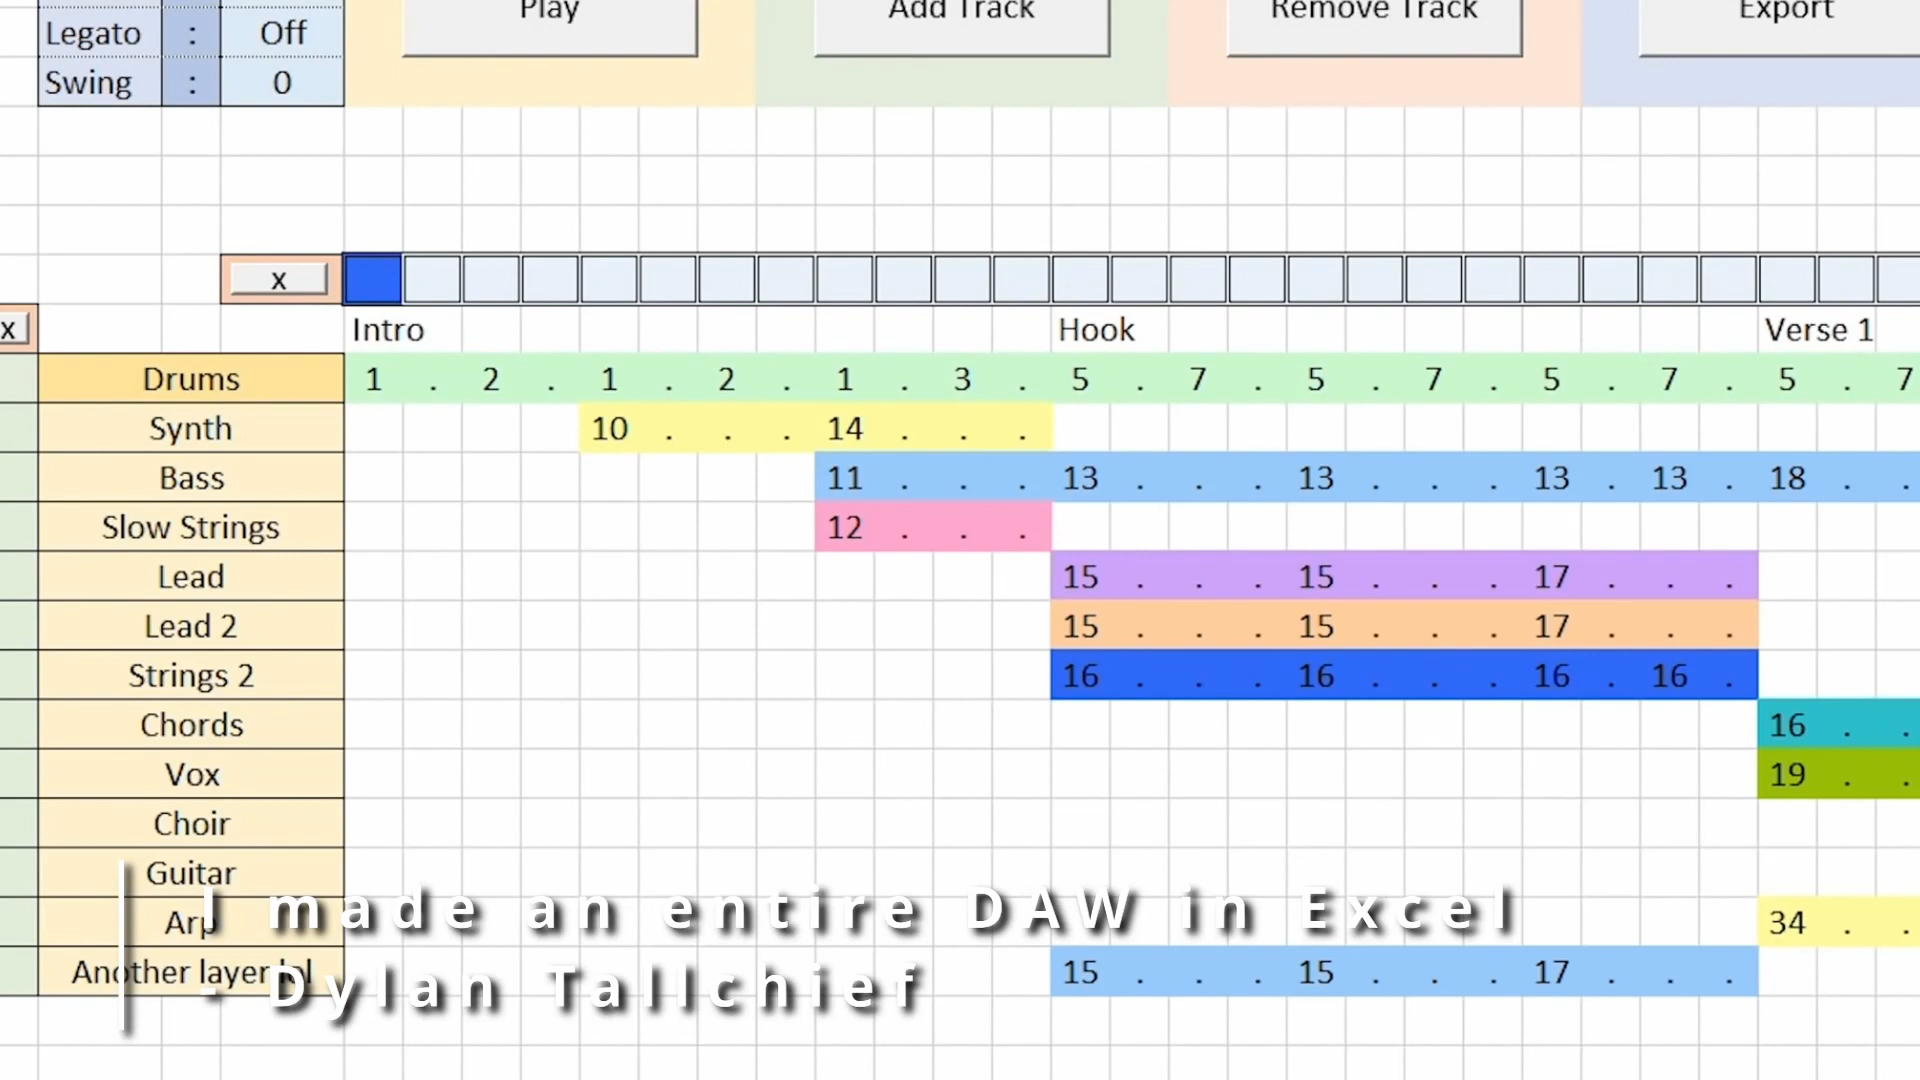 Play Add Track Remove Track Export
Legato : Off
Swing : 0
x
x
Intro Hook Verse 1
Drums 1 . 2 . 1 . 2 . 1 . 3 . 5 . 7 . 5 . 7 . 5 . 7 . 5 . 7
Synth 10 . . . 14 . . .
Bass 11 . . . 13 . . . 13 . . . 13 . 13 . 18 . .
Slow Strings 12 . . .
Lead 15 . . . 15 . . . 17 . . .
Lead 2 15 . . . 15 . . . 17 . . .
Strings 2 16 . . . 16 . . . 16 . 16 .
Chords 16 . .
Vox 19 . .
Choir
Guitar
Arp 34 . .
Another layer lol 15 . . . 15 . . . 17 . . .
I made an entire DAW in Excel
- Dylan Tallchief